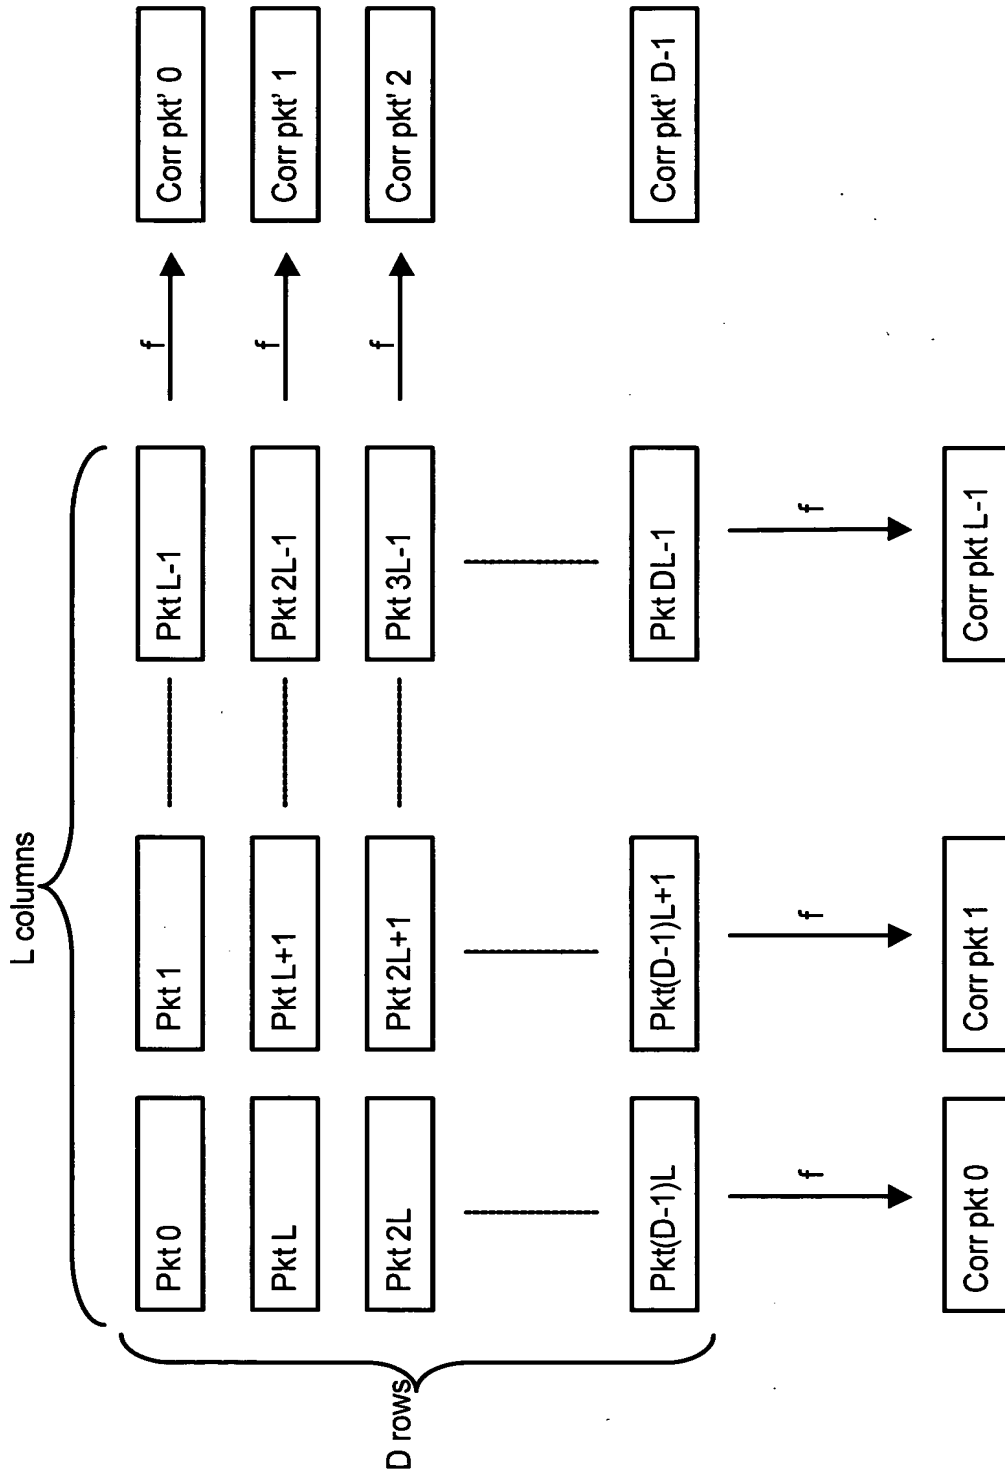 L columns
D rows
Pkt 0
Pkt 1
Pkt L-1
f
Corr pkt' 0
Pkt L
Pkt L+1
Pkt 2L-1
f
Corr pkt' 1
Pkt 2L
Pkt 2L+1
Pkt 3L-1
f
Corr pkt' 2
Pkt(D-1)L
Pkt(D-1)L+1
Pkt DL-1
Corr pkt' D-1
f
f
f
Corr pkt 0
Corr pkt 1
Corr pkt L-1